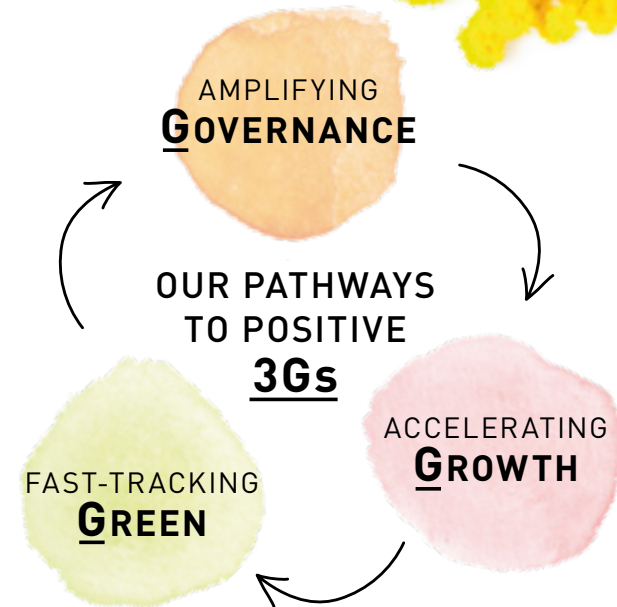 AMPLIFYING
GOVERNANCE
OUR PATHWAYS
TO POSITIVE
3Gs
ACCELERATING
GROWTH
FAST-TRACKING
GREEN